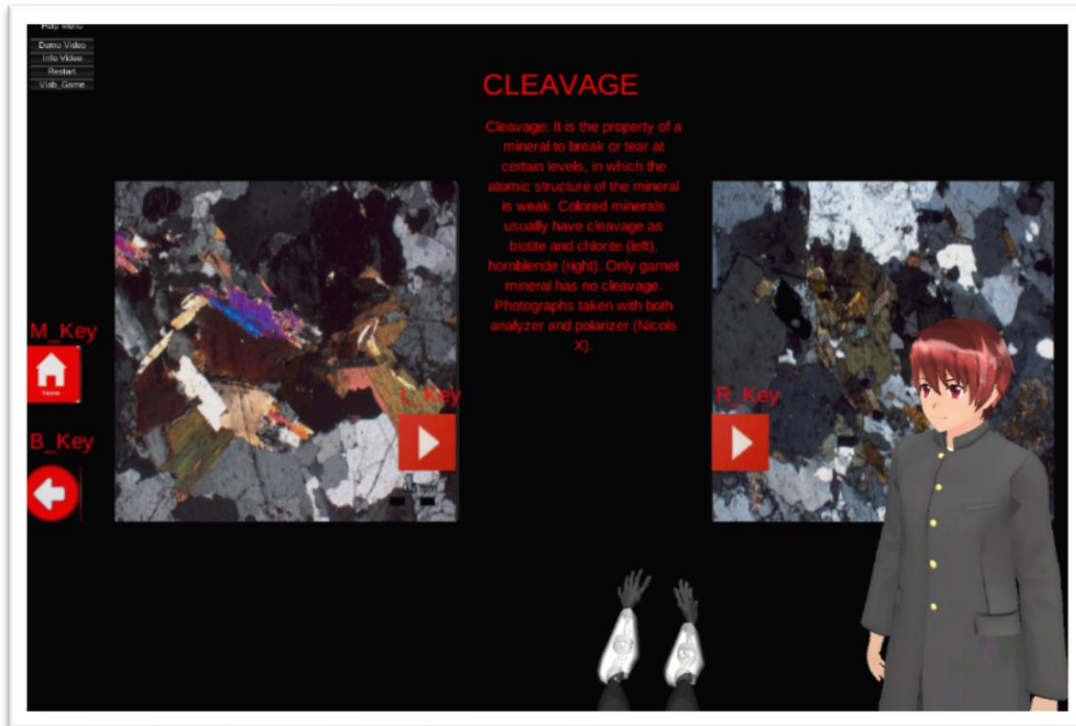 Help Menu
Demo Video
Info Video
Restart
Vlab_Game
CLEAVAGE
Cleavage: It is the property of a
mineral to break or tear at
certain levels, in which the
atomic structure of the mineral
is weak. Colored minerals
usually have cleavage as
biotite and chlorite (left),
hornblende (right). Only garnet
mineral has no cleavage.
Photographs taken with both
analyzer and polarizer (Nicols
X).
M_Key
Home
B_Key
L_Key
R_Key